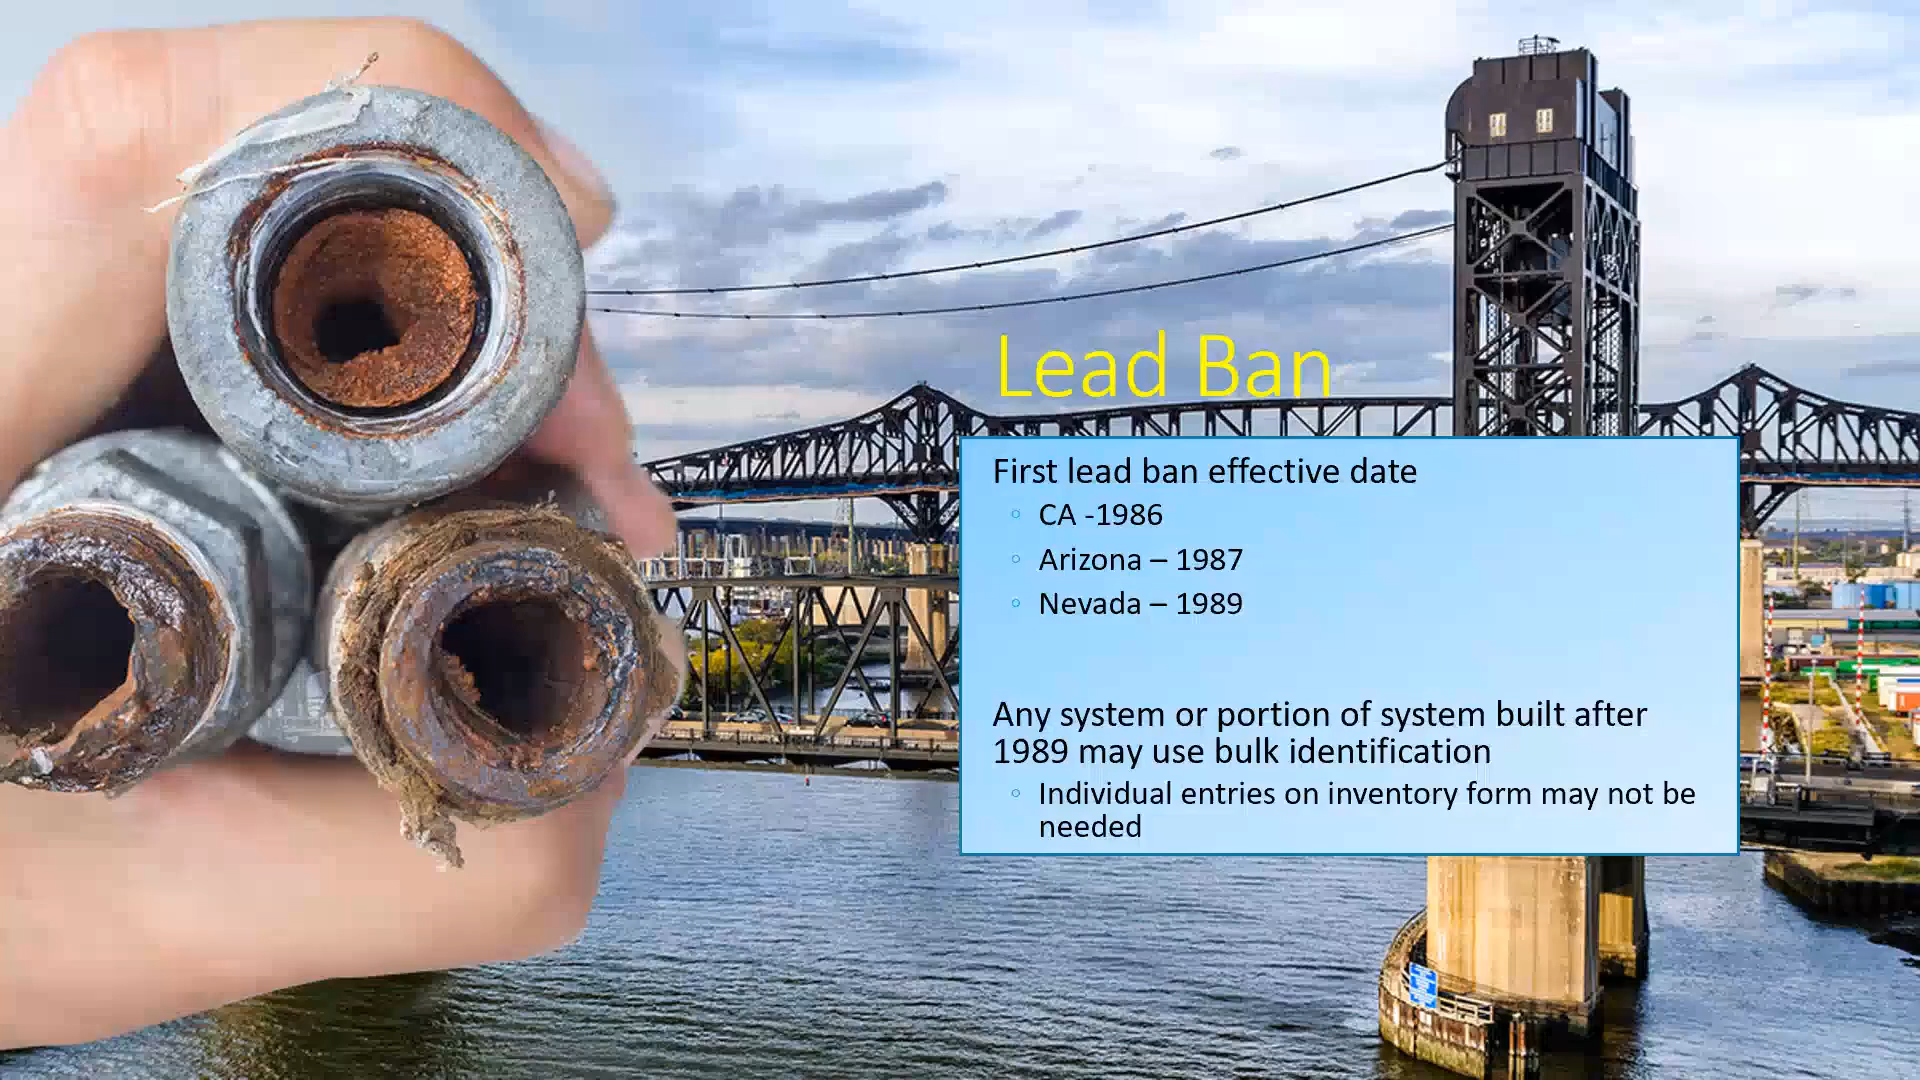 Lead Ban
First lead ban effective date
◦ CA -1986
◦ Arizona – 1987
◦ Nevada – 1989
Any system or portion of system built after
1989 may use bulk identification
◦ Individual entries on inventory form may not be
needed